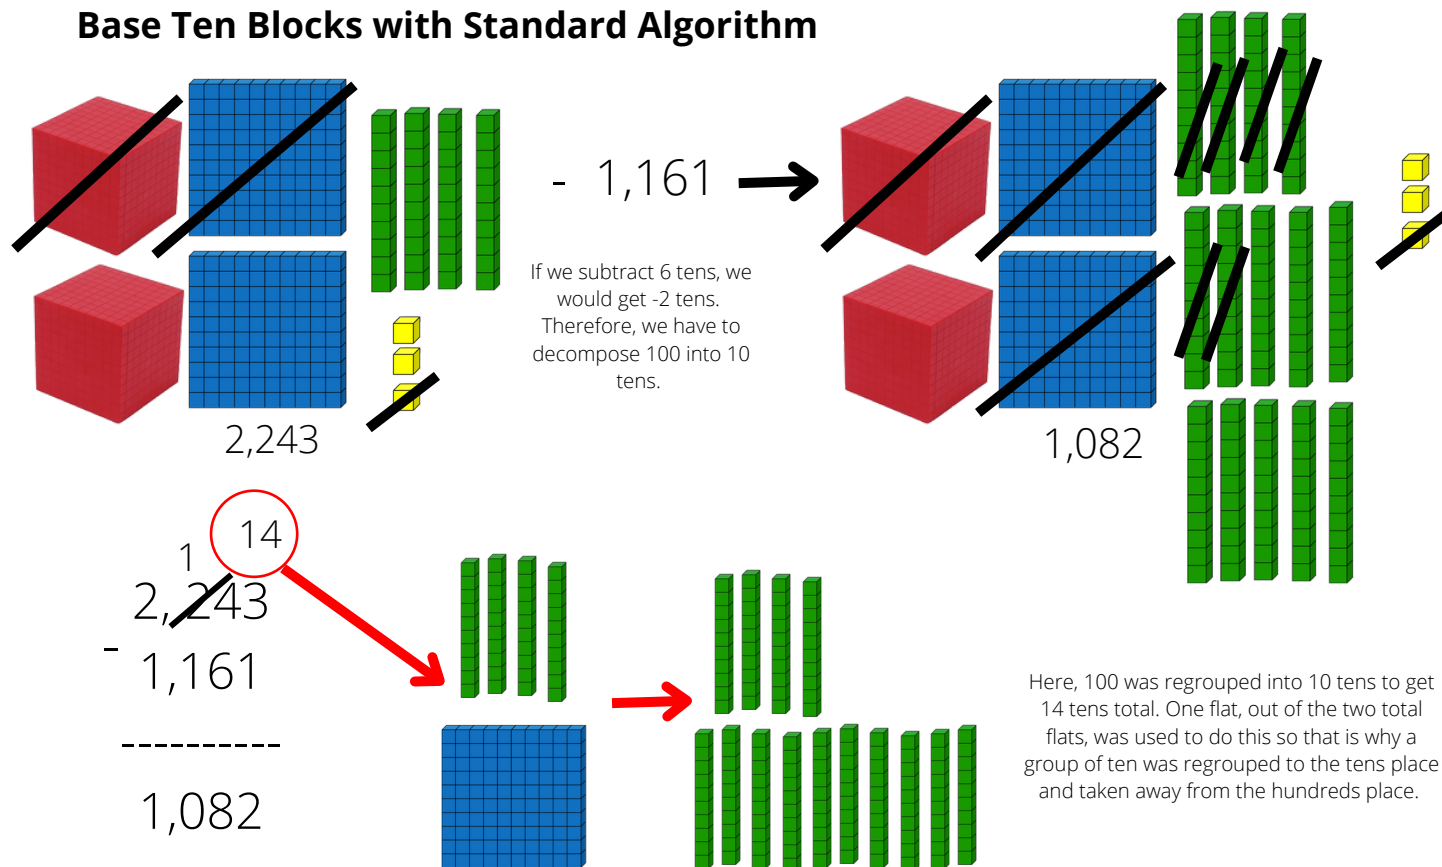 Base Ten Blocks with Standard Algorithm
- 1,161
If we subtract 6 tens, we
would get -2 tens.
Therefore, we have to
decompose 100 into 10
tens.
2,243
1,082
14
1
2,243
-
1,161
----------
1,082
Here, 100 was regrouped into 10 tens to get
14 tens total. One flat, out of the two total
flats, was used to do this so that is why a
group of ten was regrouped to the tens place
and taken away from the hundreds place.